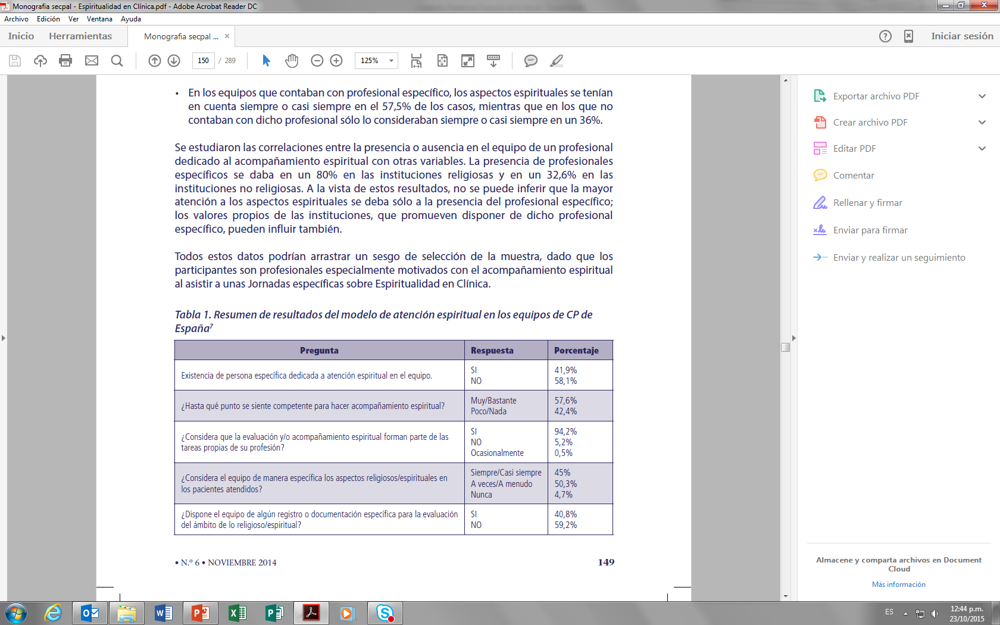 Monografia secpal - Espiritualidad en Clínica.pdf - Adobe Acrobat Reader DC
Archivo Edición Ver Ventana Ayuda
Inicio Herramientas Monografia secpal ... × Iniciar sesión
150 / 289 125%
• En los equipos que contaban con profesional específico, los aspectos espirituales se tenían
en cuenta siempre o casi siempre en el 57,5% de los casos, mientras que en los que no
contaban con dicho profesional sólo lo consideraban siempre o casi siempre en un 36%.
Se estudiaron las correlaciones entre la presencia o ausencia en el equipo de un profesional
dedicado al acompañamiento espiritual con otras variables. La presencia de profesionales
específicos se daba en un 80% en las instituciones religiosas y en un 32,6% en las
instituciones no religiosas. A la vista de estos resultados, no se puede inferir que la mayor
atención a los aspectos espirituales se deba sólo a la presencia del profesional específico;
los valores propios de las instituciones, que promueven disponer de dicho profesional
específico, pueden influir también.
Todos estos datos podrían arrastrar un sesgo de selección de la muestra, dado que los
participantes son profesionales especialmente motivados con el acompañamiento espiritual
al asistir a unas Jornadas específicas sobre Espiritualidad en Clínica.
Tabla 1. Resumen de resultados del modelo de atención espiritual en los equipos de CP de
España7
Pregunta Respuesta Porcentaje
Existencia de persona específica dedicada a atención espiritual en el equipo.
SI 41,9%
NO 58,1%
¿Hasta qué punto se siente competente para hacer acompañamiento espiritual?
Muy/Bastante 57,6%
Poco/Nada 42,4%
¿Considera que la evaluación y/o acompañamiento espiritual forman parte de las
tareas propias de su profesión?
SI 94,2%
NO 5,2%
Ocasionalmente 0,5%
¿Considera el equipo de manera específica los aspectos religiosos/espirituales en
los pacientes atendidos?
Siempre/Casi siempre 45%
A veces/A menudo 50,3%
Nunca 4,7%
¿Dispone el equipo de algún registro o documentación específica para la evaluación
del ámbito de lo religioso/espiritual?
SI 40,8%
NO 59,2%
• N.º 6 • NOVIEMBRE 2014 149
Exportar archivo PDF
Crear archivo PDF
Editar PDF
Comentar
Rellenar y firmar
Enviar para firmar
Enviar y realizar un seguimiento
Almacene y comparta archivos en Document
Cloud
Más información
ES
12:44 p.m.
23/10/2015